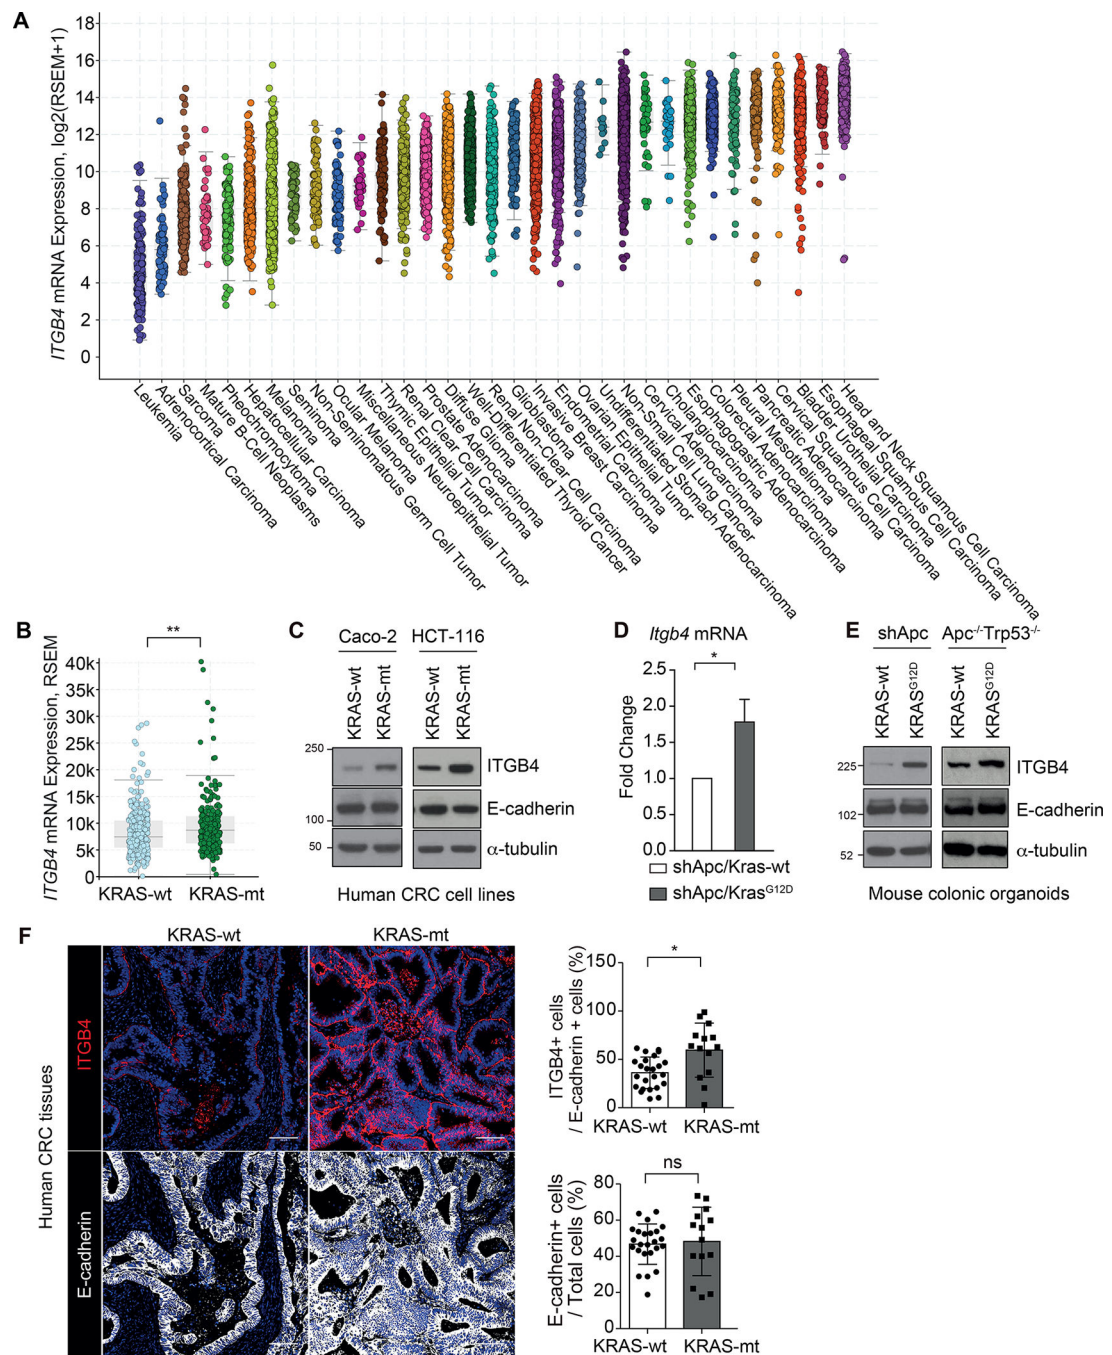 A
ITGB4 mRNA Expression, log2(RSEM+1)
18
16
14
12
10
8
6
4
2
0
Leukemia
Adrenocortical Carcinoma
Sarcoma
Mature B-Cell Neoplasms
Pheochromocytoma
Hepatocellular Carcinoma
Melanoma
Seminoma
Non-Seminomatous Germ Cell Tumor
Ocular Melanoma
Miscellaneous Neuroepithelial Tumor
Thymic Epithelial Tumor
Renal Clear Cell Carcinoma
Prostate Adenocarcinoma
Diffuse Glioma
Well-Differentiated Thyroid Cancer
Renal Non-Clear Cell Carcinoma
Glioblastoma
Invasive Breast Carcinoma
Endometrial Carcinoma
Ovarian Epithelial Tumor
Undifferentiated Stomach Adenocarcinoma
Non-Small Cell Lung Cancer
Cervical Adenocarcinoma
Cholangiocarcinoma
Esophagogastric Adenocarcinoma
Colorectal Adenocarcinoma
Pleural Mesothelioma
Pancreatic Adenocarcinoma
Cervical Squamous Cell Carcinoma
Bladder Urothelial Carcinoma
Esophageal Squamous Cell Carcinoma
Head and Neck Squamous Cell Carcinoma
B
**
ITGB4 mRNA Expression, RSEM
40k
35k
30k
25k
20k
15k
10k
5k
0
KRAS-wt
KRAS-mt
C
Caco-2
HCT-116
KRAS-wt
KRAS-mt
KRAS-wt
KRAS-mt
250
100
50
ITGB4
E-cadherin
α-tubulin
Human CRC cell lines
D
Itgb4 mRNA
*
Fold Change
2.5
2.0
1.5
1.0
0.5
0.0
shApc/Kras-wt
shApc/KrasG12D
E
shApc
Apc-/-Trp53-/-
KRAS-wt
KRASG12D
KRAS-wt
KRASG12D
225
102
52
ITGB4
E-cadherin
α-tubulin
Mouse colonic organoids
F
KRAS-wt
KRAS-mt
Human CRC tissues
ITGB4
E-cadherin
*
ITGB4+ cells
/ E-cadherin + cells (%)
150
100
50
0
KRAS-wt
KRAS-mt
ns
E-cadherin+ cells
/ Total cells (%)
80
60
40
20
0
KRAS-wt
KRAS-mt